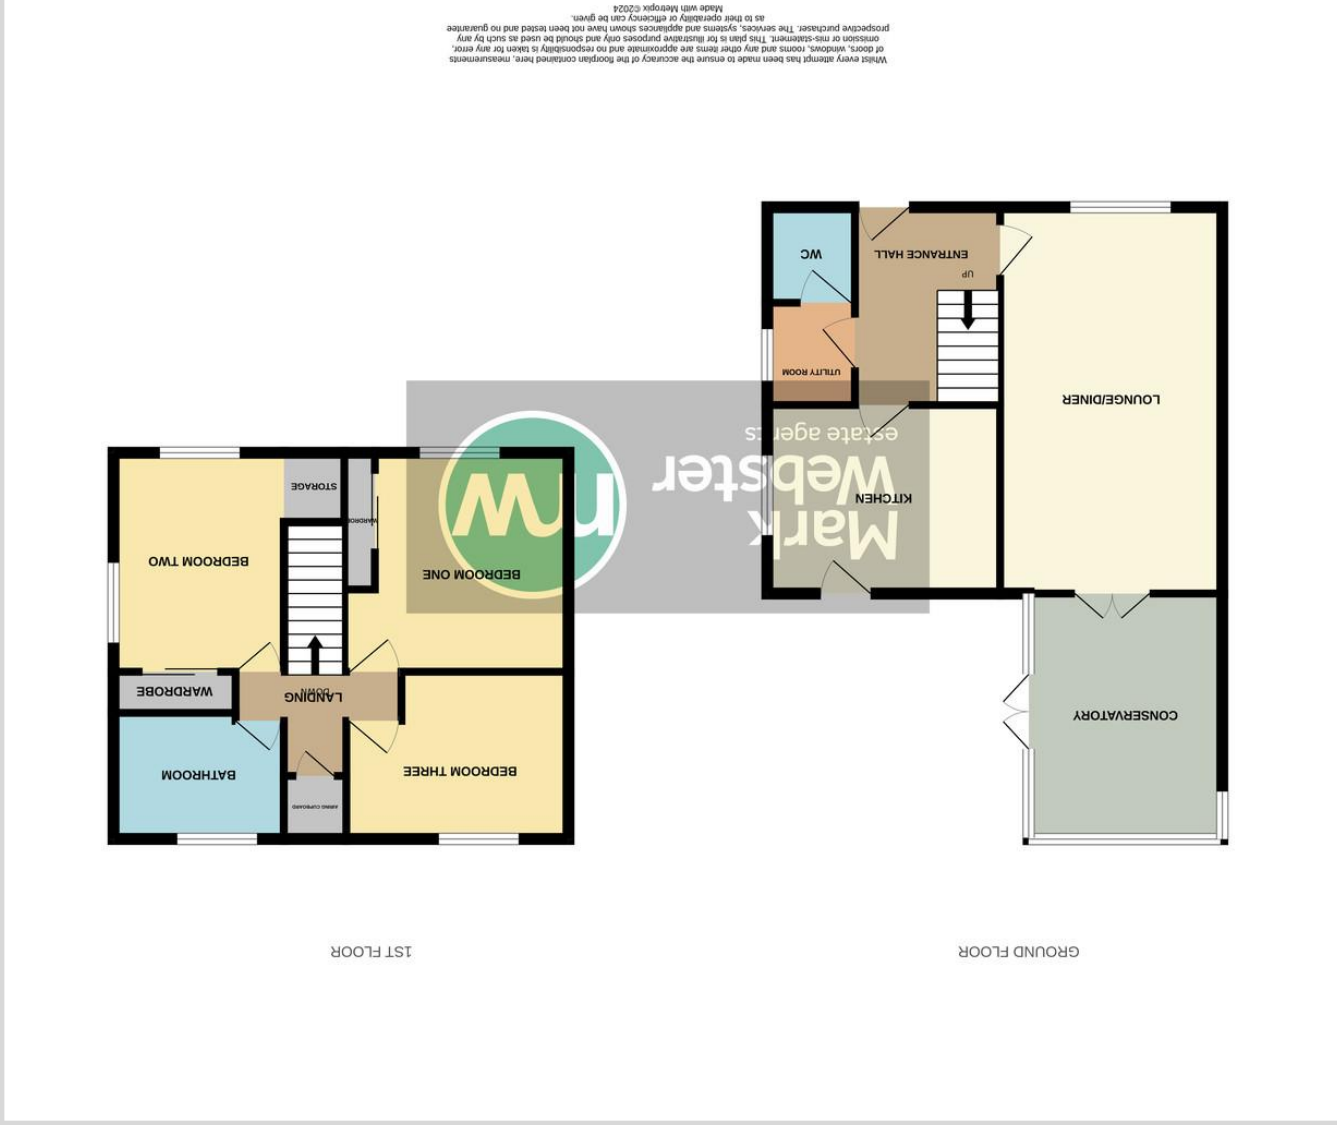 GROUND FLOOR
CONSERVATORY
LOUNGE/DINER
KITCHEN
UTILITY ROOM
UP
ENTRANCE HALL
WC
1ST FLOOR
AIRING CUPBOARD
BEDROOM THREE
BATHROOM
LANDING
DOWN
WARDROBE
BEDROOM ONE
BEDROOM TWO
WARDROBE
STORAGE
mw
Mark
Webster
estate agents
Whilst every attempt has been made to ensure the accuracy of the floorplan contained here, measurements
of doors, windows, rooms and any other items are approximate and no responsibility is taken for any error,
omission or mis-statement. This plan is for illustrative purposes only and should be used as such by any
prospective purchaser. The services, systems and appliances shown have not been tested and no guarantee
as to their operability or efficiency can be given.
Made with Metropix ©2024